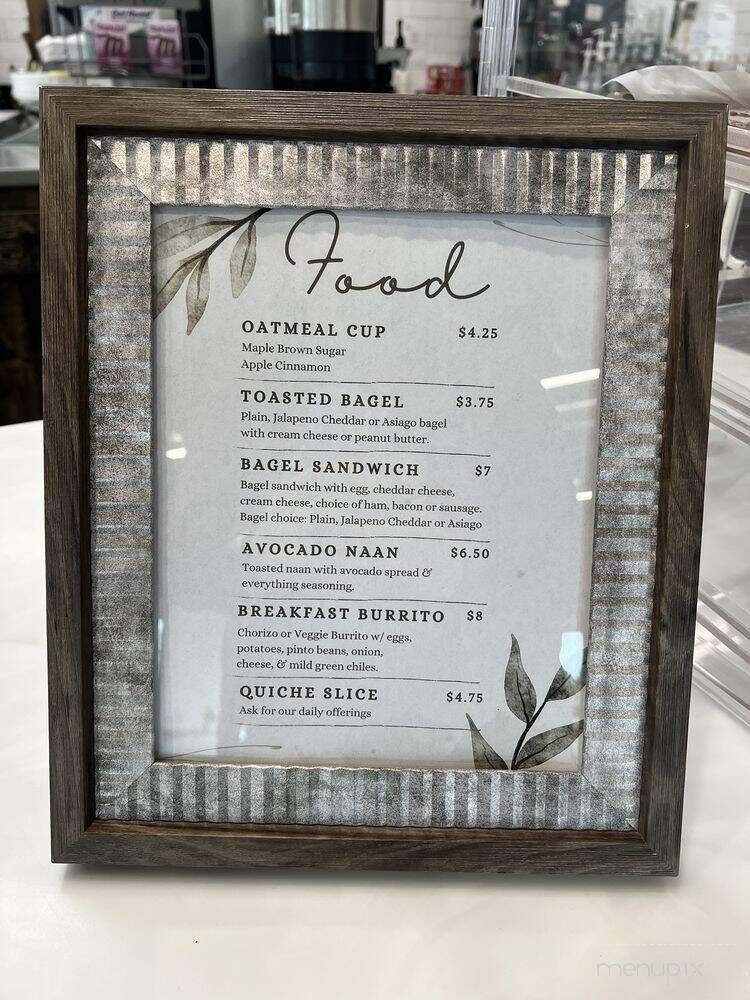 Food
OATMEAL CUP $4.25
Maple Brown Sugar
Apple Cinnamon
TOASTED BAGEL $3.75
Plain, Jalapeno Cheddar or Asiago bagel
with cream cheese or peanut butter.
BAGEL SANDWICH $7
Bagel sandwich with egg, cheddar cheese,
cream cheese, choice of ham, bacon or sausage.
Bagel choice: Plain, Jalapeno Cheddar or Asiago
AVOCADO NAAN $6.50
Toasted naan with avocado spread &
everything seasoning.
BREAKFAST BURRITO $8
Chorizo or Veggie Burrito w/ eggs,
potatoes, pinto beans, onion,
cheese, & mild green chiles.
QUICHE SLICE $4.75
Ask for our daily offerings
menupix